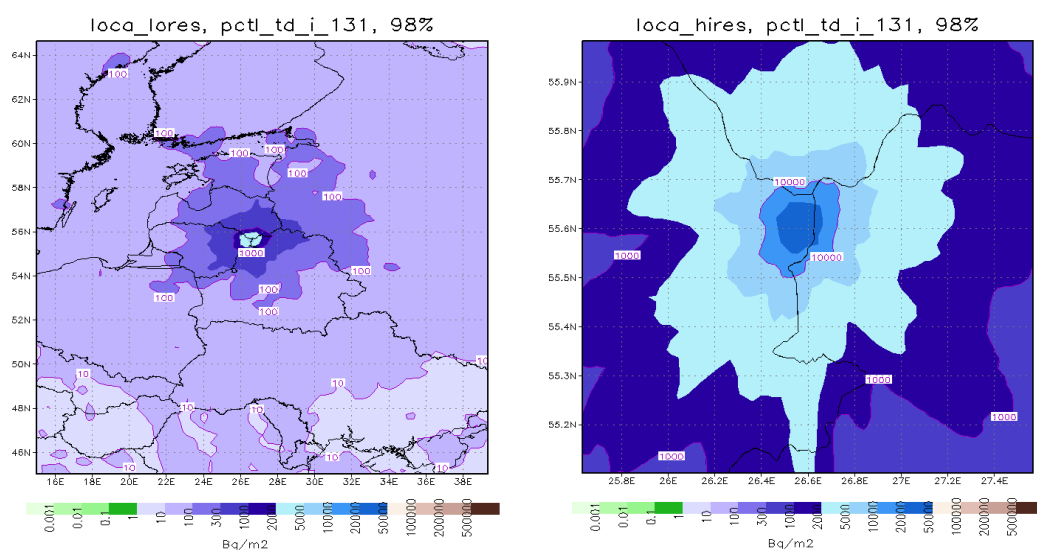 loca_lores, pctl_td_i_131, 98%
64N
62N
60N
58N
56N
54N
52N
50N
48N
46N
100
100
100
100
100
100
100
1000
100
100
100
100
10
10
10
10
10
10
10
16E 18E 20E 22E 24E 26E 28E 30E 32E 34E 36E 38E
0.001 0.01 0.1 1 10 100 300 1000 2000 5000 10000 20000 50000 100000 200000 500000
Bq/m2
loca_hires, pctl_td_i_131, 98%
55.9N
55.8N
55.7N
55.6N
55.5N
55.4N
55.3N
55.2N
10000
10000
1000
1000
1000
1000
25.8E 26E 26.2E 26.4E 26.6E 26.8E 27E 27.2E 27.4E
0.001 0.01 0.1 1 10 100 300 1000 2000 5000 10000 20000 50000 100000 200000 500000
Bq/m2